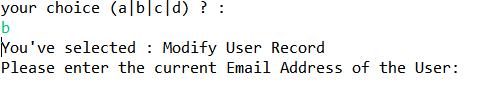 your choice (a|b|c|d) ? :
b
You've selected : Modify User Record
Please enter the current Email Address of the User: